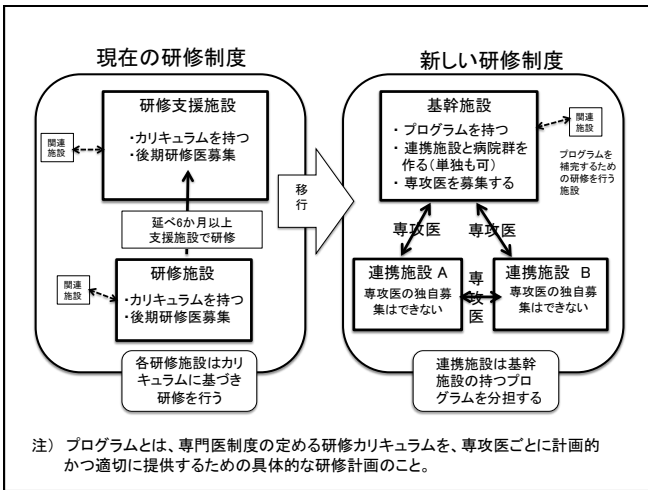 現在の研修制度
研修支援施設
・カリキュラムを持つ
・後期研修医募集
関連
施設
延べ6か月以上
支援施設で研修
研修施設
・カリキュラムを持つ
・後期研修医募集
関連
施設
各研修施設はカリ
キュラムに基づき
研修を行う
移
行
新しい研修制度
基幹施設
・ プログラムを持つ
・ 連携施設と病院群を
作る(単独も可)
・ 専攻医を募集する
関連
施設
プログラムを
補完するため
の研修を行う
施設
専攻医
専攻医
連携施設 A
専攻医の独自募
集はできない
専
攻
医
連携施設 B
専攻医の独自募
集はできない
連携施設は基幹
施設の持つプロ
グラムを分担する
注) プログラムとは、専門医制度の定める研修カリキュラムを、専攻医ごとに計画的
かつ適切に提供するための具体的な研修計画のこと。